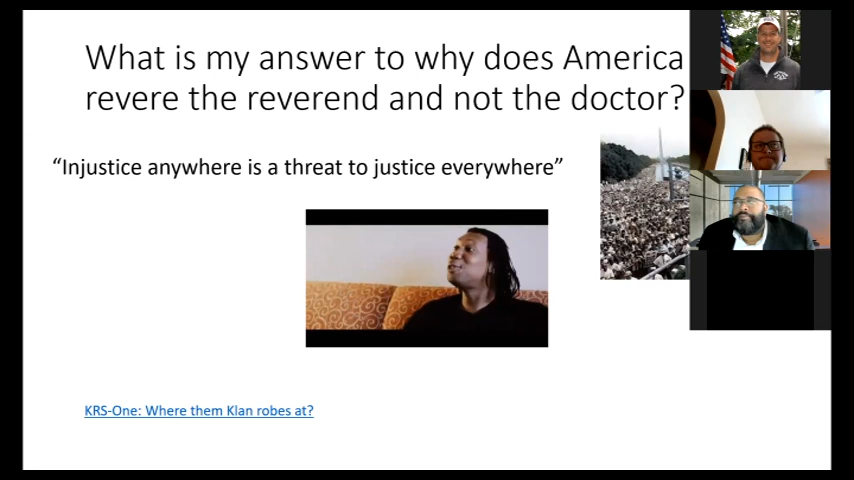 What is my answer to why does America
revere the reverend and not the doctor?
“Injustice anywhere is a threat to justice everywhere”
KRS-One: Where them Klan robes at?